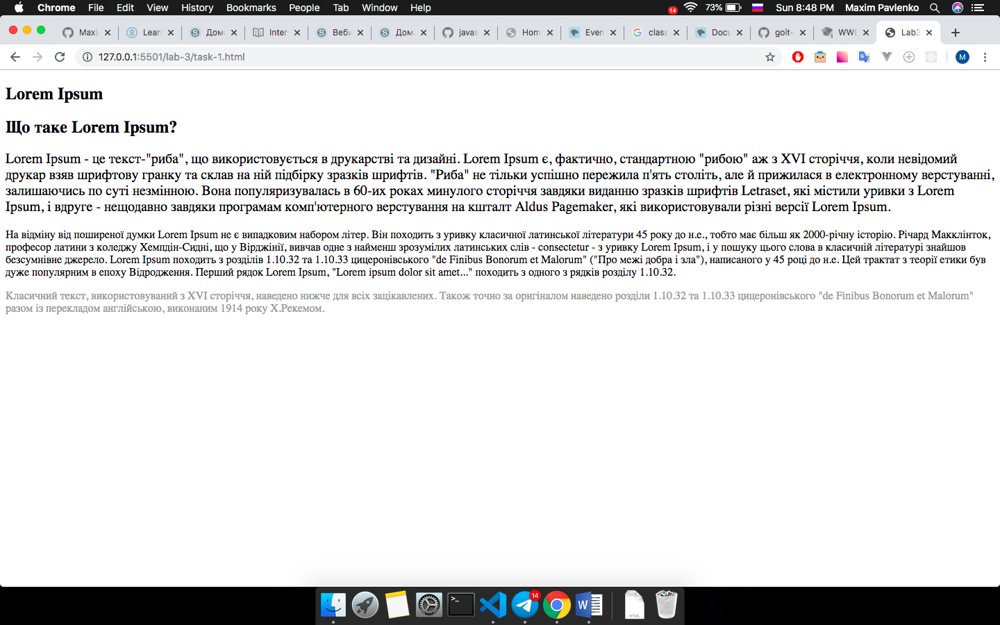 Chrome File Edit View History Bookmarks People Tab Window Help 14 73% Sun 8:48 PM Maxim Pavlenko
Maxi Lear Дом Inter Веби Дом javas Hom Even class Docu goit- WWD Lab3
127.0.0.1:5501/lab-3/task-1.html M
Lorem Ipsum
Що таке Lorem Ipsum?
Lorem Ipsum - це текст-"риба", що використовується в друкарстві та дизайні. Lorem Ipsum є, фактично, стандартною "рибою" аж з XVI сторіччя, коли невідомий
друкар взяв шрифтову гранку та склав на ній підбірку зразків шрифтів. "Риба" не тільки успішно пережила п'ять століть, але й прижилася в електронному верстуванні,
залишаючись по суті незмінною. Вона популяризувалась в 60-их роках минулого сторіччя завдяки виданню зразків шрифтів Letraset, які містили уривки з Lorem
Ipsum, і вдруге - нещодавно завдяки програмам комп'ютерного верстування на кшталт Aldus Pagemaker, які використовували різні версії Lorem Ipsum.
На відміну від поширеної думки Lorem Ipsum не є випадковим набором літер. Він походить з уривку класичної латинської літератури 45 року до н.е., тобто має більш як 2000-річну історію. Річард Макклінток,
професор латини з коледжу Хемпдін-Сидні, що у Вірджінії, вивчав одне з найменш зрозумілих латинських слів - consectetur - з уривку Lorem Ipsum, і у пошуку цього слова в класичній літературі знайшов
безсумнівне джерело. Lorem Ipsum походить з розділів 1.10.32 та 1.10.33 цицеронівського "de Finibus Bonorum et Malorum" ("Про межі добра і зла"), написаного у 45 році до н.е. Цей трактат з теорії етики був
дуже популярним в епоху Відродження. Перший рядок Lorem Ipsum, "Lorem ipsum dolor sit amet..." походить з одного з рядків розділу 1.10.32.
Класичний текст, використовуваний з XVI сторіччя, наведено нижче для всіх зацікавлених. Також точно за оригіналом наведено розділи 1.10.32 та 1.10.33 цицеронівського "de Finibus Bonorum et Malorum"
разом із перекладом англійською, виконаним 1914 року Х.Рекемом.
14
W
HTML